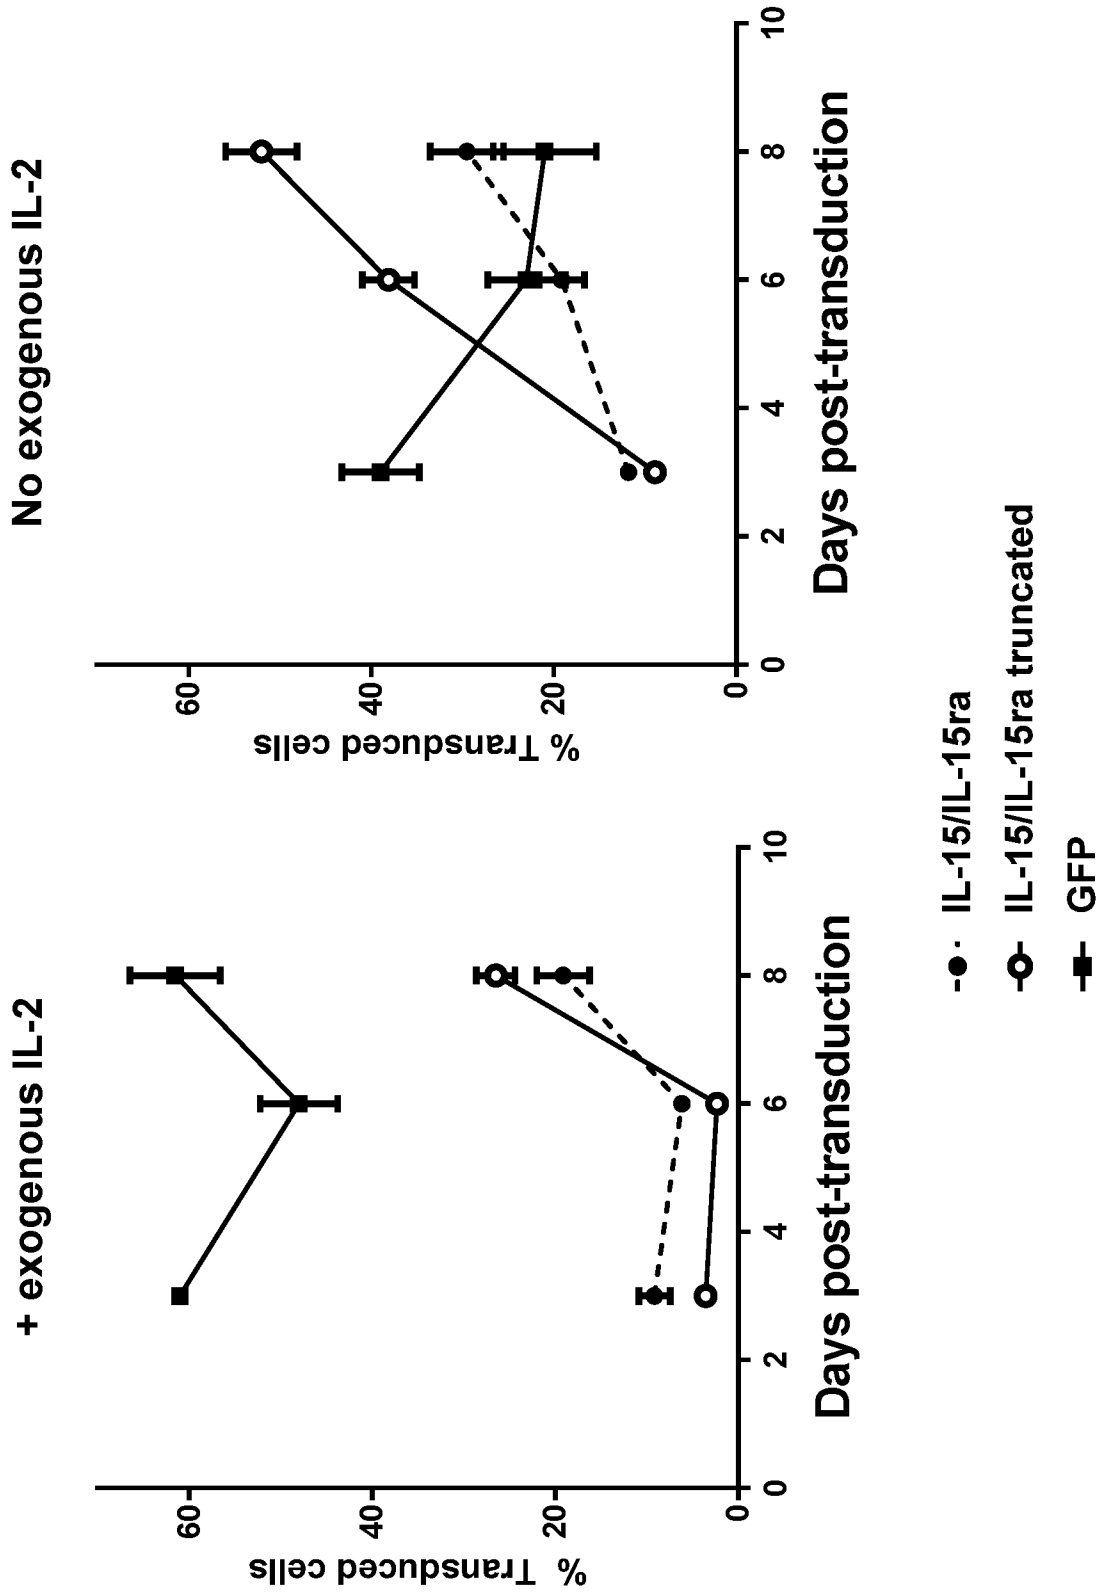 + exogenous IL-2
% Transduced cells
60
40
20
0
0 2 4 6 8 10
Days post-transduction
No exogenous IL-2
% Transduced cells
60
40
20
0
0 2 4 6 8 10
Days post-transduction
IL-15/IL-15ra
IL-15/IL-15ra truncated
GFP